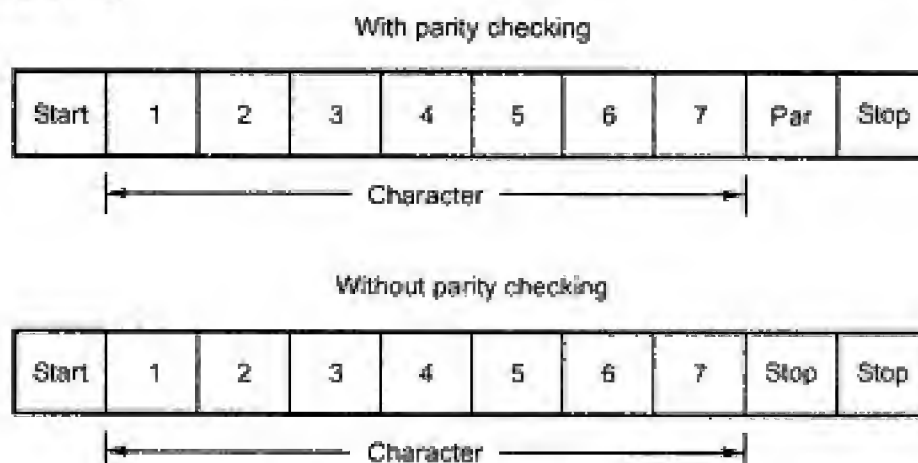 With parity checking
Start 1 2 3 4 5 6 7 Par Stop
Character
Without parity checking
Start 1 2 3 4 5 6 7 Stop Stop
Character